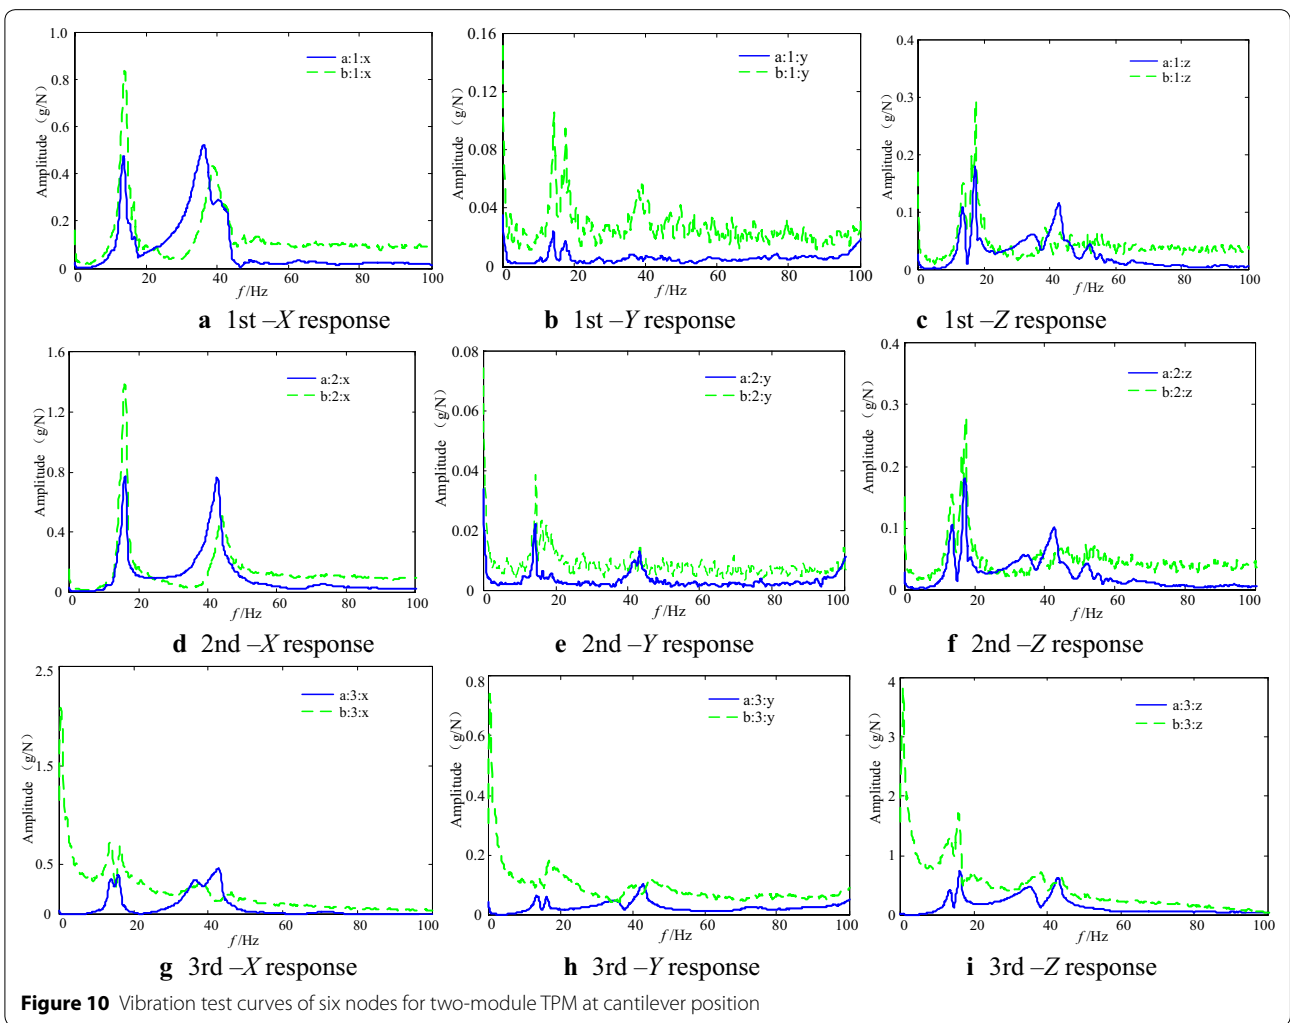 1.0
0.8
0.6
0.4
0.2
0
20
40
60
80
100
Amplitude (g/N)
f/Hz
a:1:x
b:1:x
a 1st –X response
0.16
0.12
0.08
0.04
0
0
20
40
60
80
100
Amplitude (g/N)
f/Hz
a:1:y
b:1:y
b 1st –Y response
0.4
0.3
0.2
0.1
0
0
20
40
60
80
100
Amplitude (g/N)
f/Hz
a:1:z
b:1:z
c 1st –Z response
1.6
1.2
0.8
0.4
0
0
20
40
60
80
100
Amplitude (g/N)
f/Hz
a:2:x
b:2:x
d 2nd –X response
0.08
0.06
0.04
0.02
0
0
20
40
60
80
100
Amplitude (g/N)
f/Hz
a:2:y
b:2:y
e 2nd –Y response
0.4
0.3
0.2
0.1
0
0
20
40
60
80
100
Amplitude (g/N)
f/Hz
a:2:z
b:2:z
f 2nd –Z response
2.5
1.5
0.5
0
0
20
40
60
80
100
Amplitude (g/N)
f/Hz
a:3:x
b:3:x
g 3rd –X response
0.8
0.6
0.4
0.2
0
0
20
40
60
80
100
Amplitude (g/N)
f/Hz
a:3:y
b:3:y
h 3rd –Y response
4
3
2
1
0
0
20
40
60
80
100
Amplitude (g/N)
f/Hz
a:3:z
b:3:z
i 3rd –Z response
Figure 10 Vibration test curves of six nodes for two-module TPM at cantilever position